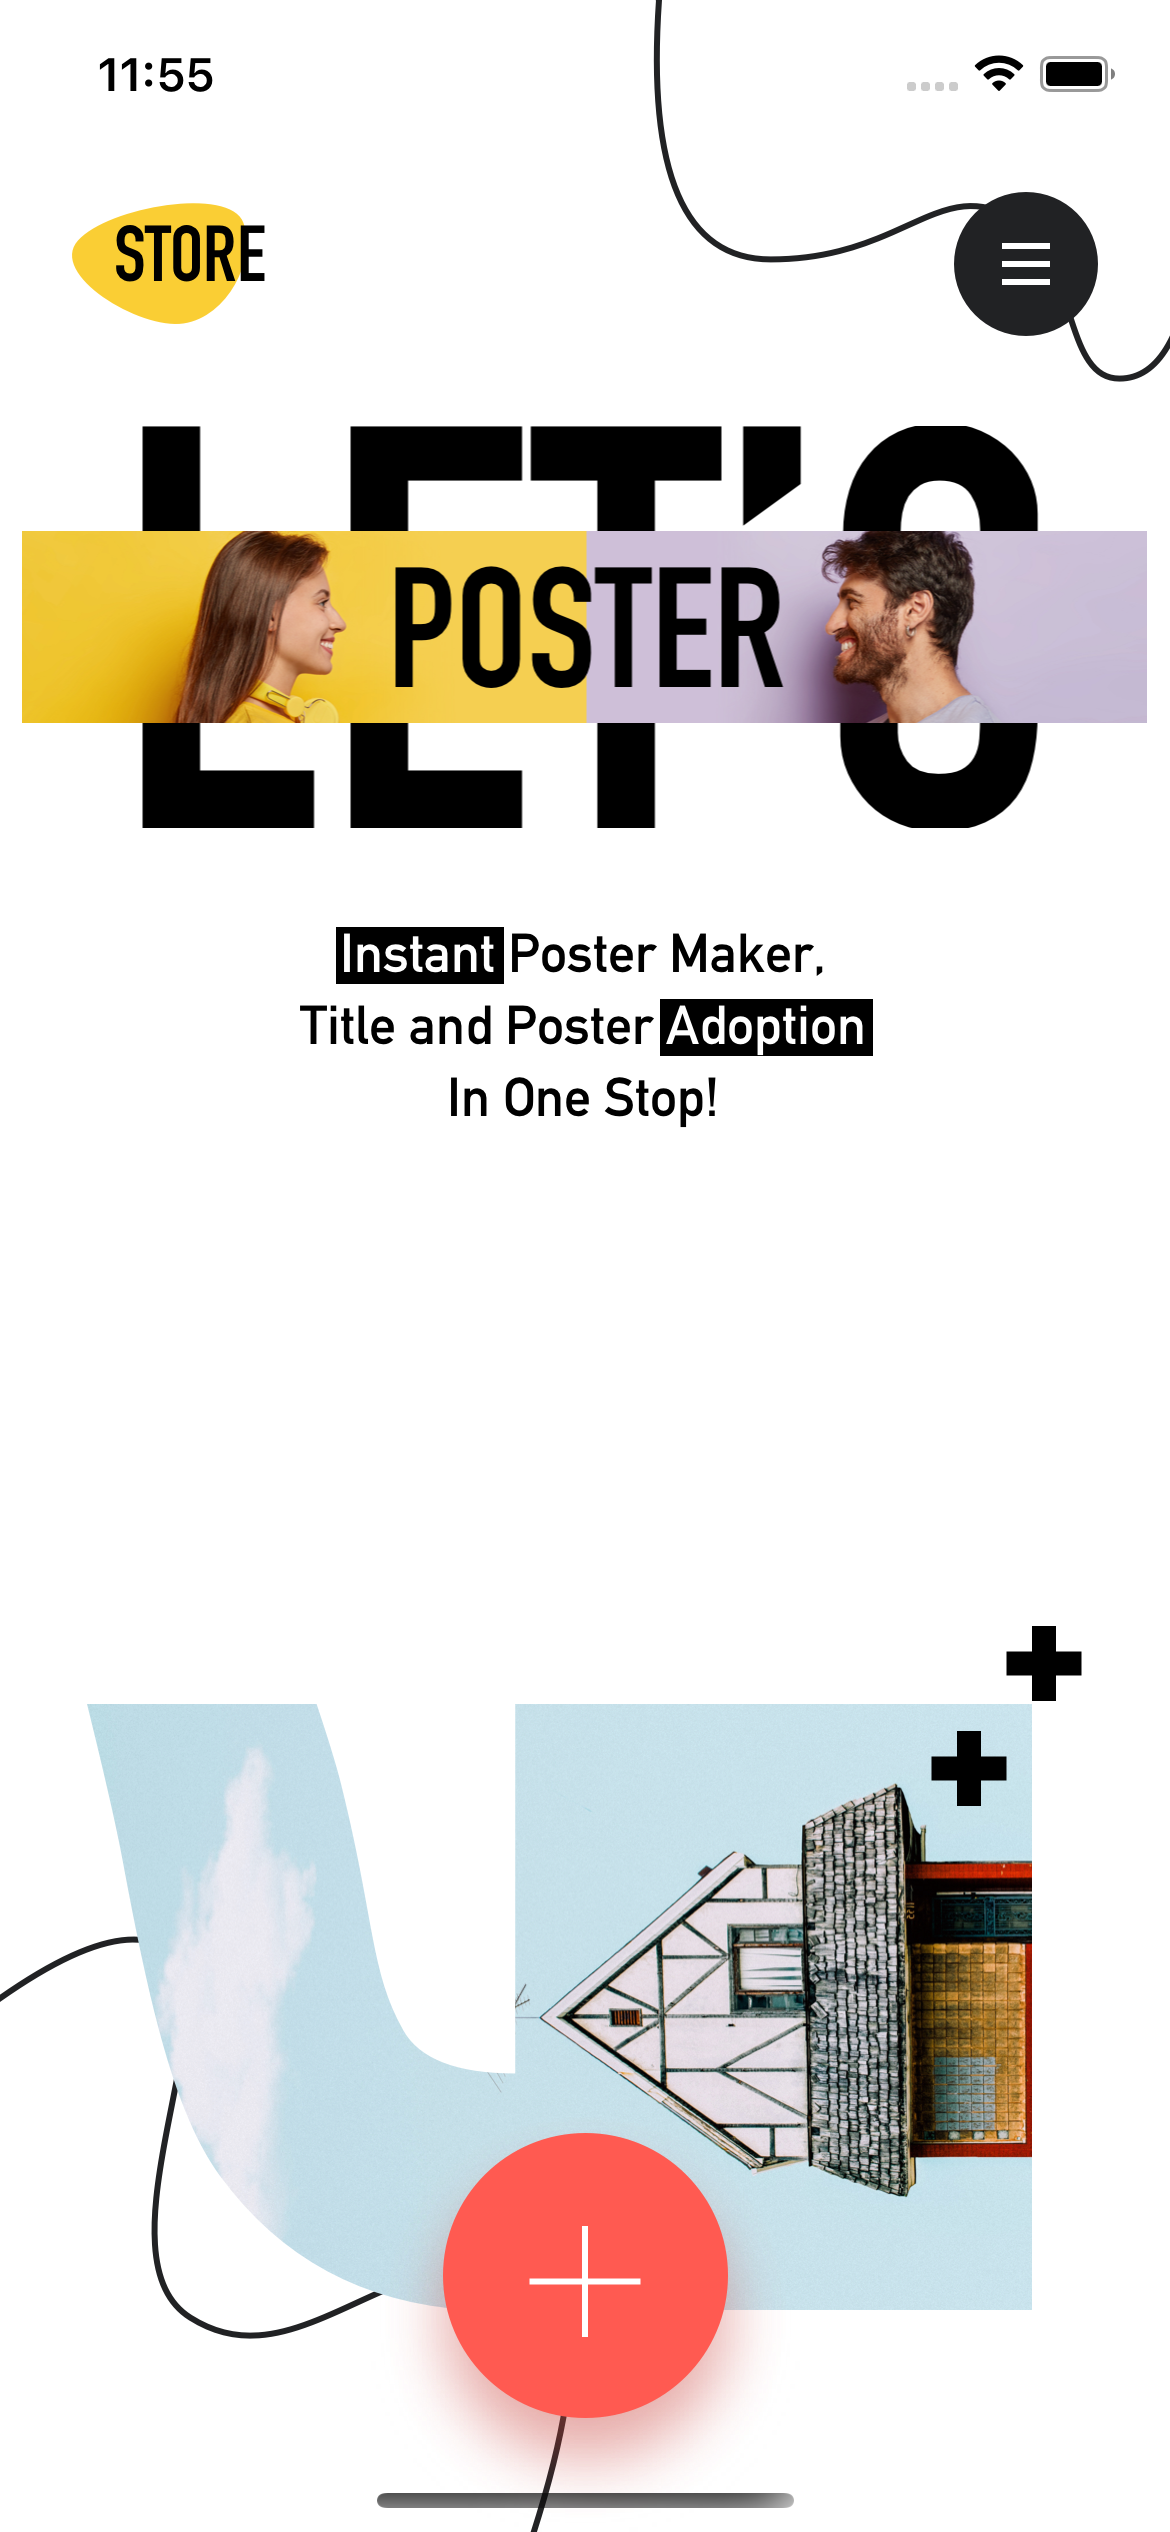 11:55
STORE
LET'S
POSTER
Instant Poster Maker,
Title and Poster Adoption
In One Stop!